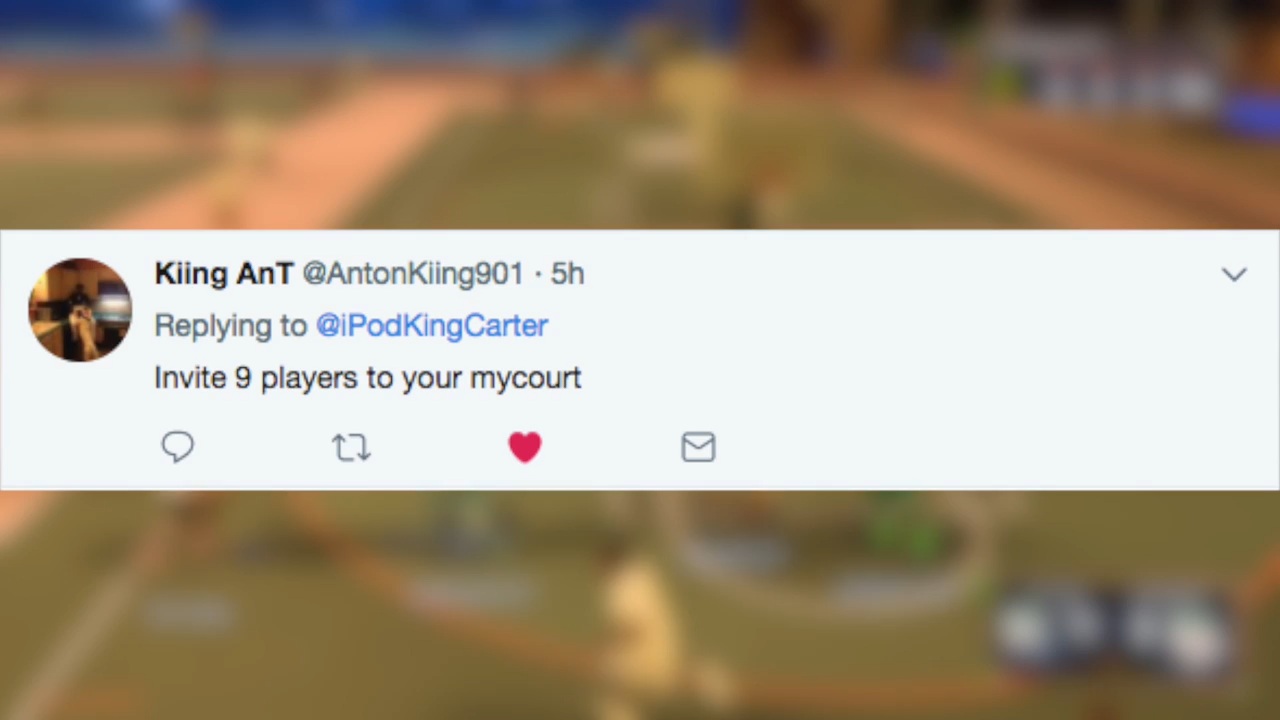 Kiing AnT @AntonKiing901 · 5h
Replying to @iPodKingCarter
Invite 9 players to your mycourt